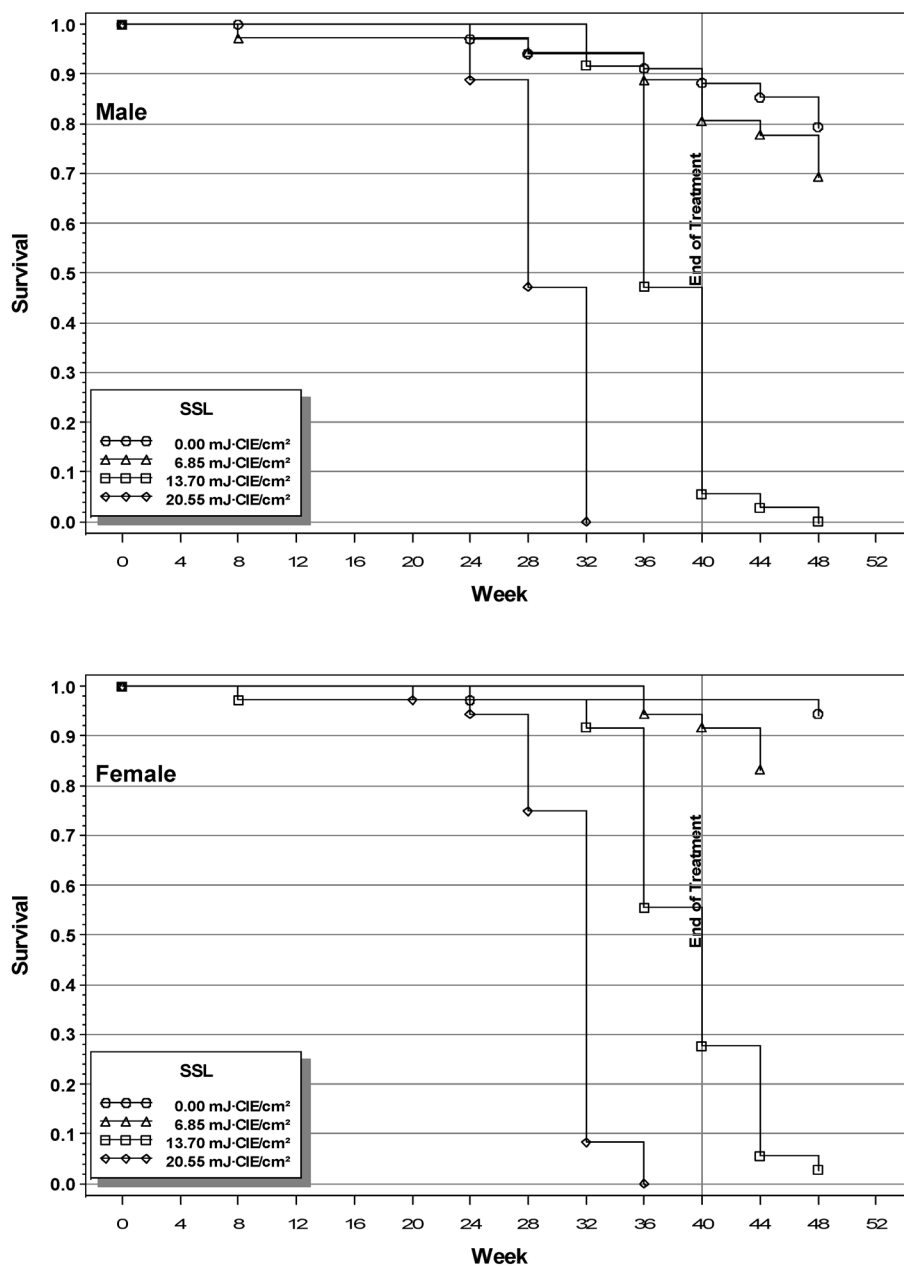 1.0
0.9
Male
0.8
0.7
0.6
End of Treatment
Survival
0.5
0.4
0.3
SSL
0.2
0.00 mJ·CIE/cm²
6.85 mJ·CIE/cm²
0.1
13.70 mJ·CIE/cm²
20.55 mJ·CIE/cm²
0.0
0 4 8 12 16 20 24 28 32 36 40 44 48 52
Week
1.0
0.9
Female
0.8
0.7
0.6
End of Treatment
0.5
Survival
0.4
0.3
SSL
0.2
0.00 mJ·CIE/cm²
6.85 mJ·CIE/cm²
0.1
13.70 mJ·CIE/cm²
20.55 mJ·CIE/cm²
0.0
0 4 8 12 16 20 24 28 32 36 40 44 48 52
Week